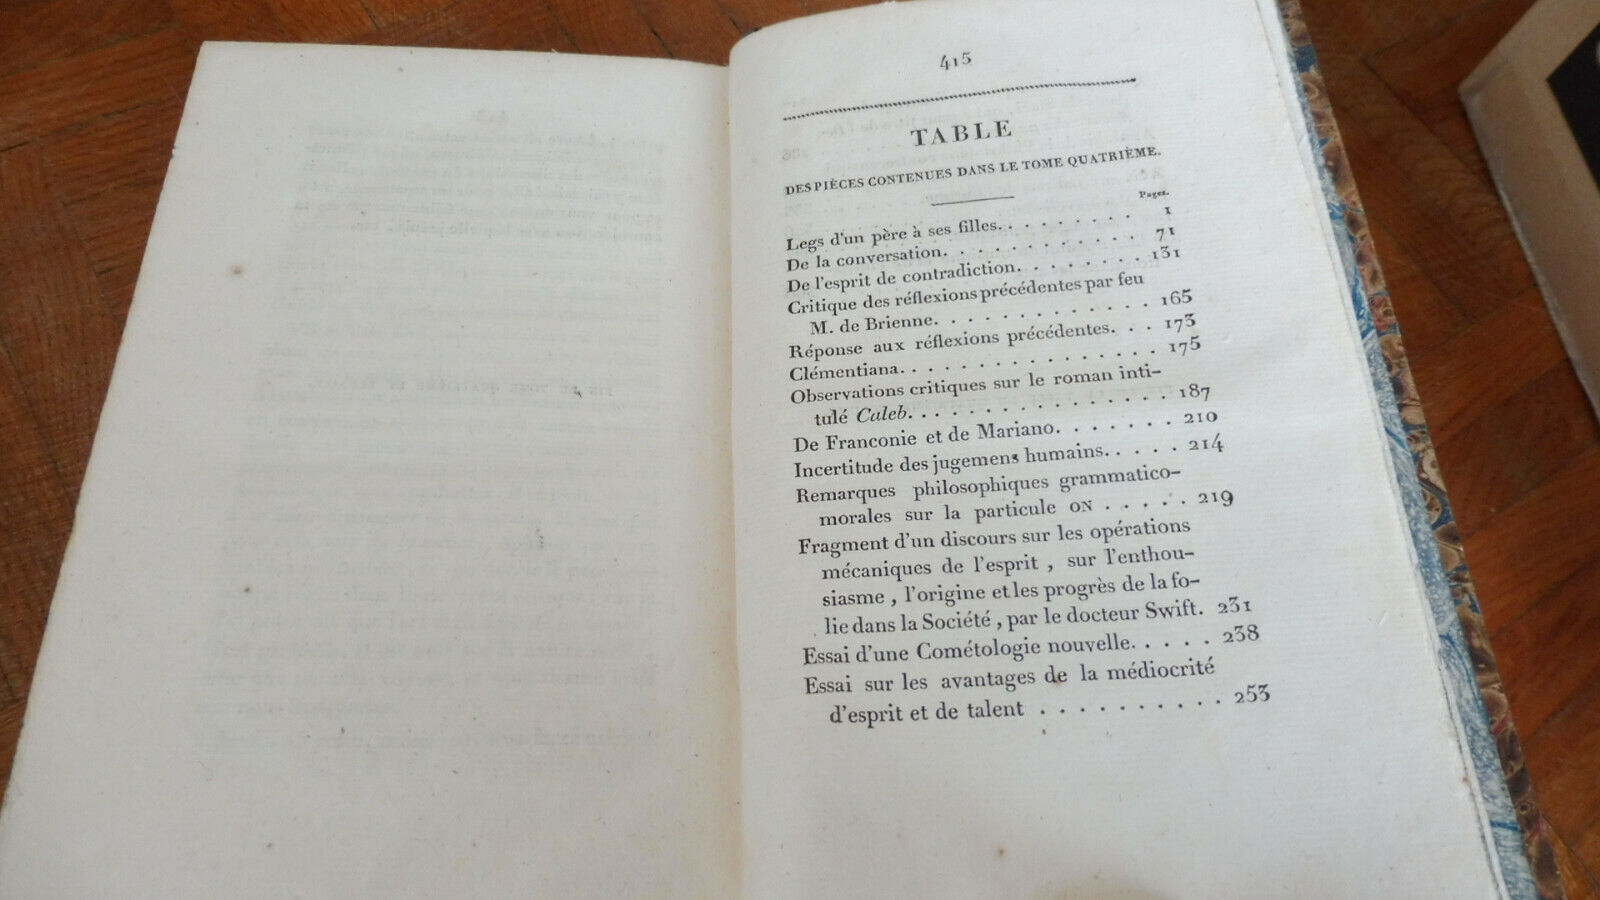 415
TABLE
DES PIÈCES CONTENUES DANS LE TOME QUATRIÈME.
Pages.
Legs d'un père à ses filles. . . . . . . . . 1
De la conversation. . . . . . . . . . . 71
De l'esprit de contradiction. . . . . . . . 131
Critique des réflexions précédentes par feu
M. de Brienne. . . . . . . . . . . . 165
Réponse aux réflexions précédentes. . . . 173
Clémentiana. . . . . . . . . . . . . 175
Observations critiques sur le roman inti-
tulé Caleb. . . . . . . . . . . . . . 187
De Franconie et de Mariano. . . . . . . . 210
Incertitude des jugemens humains. . . . . 214
Remarques philosophiques grammatico-
morales sur la particule ON . . . . . 219
Fragment d'un discours sur les opérations
mécaniques de l'esprit , sur l'enthou-
siasme , l'origine et les progrès de la fo-
lie dans la Société , par le docteur Swift. 231
Essai d'une Cométologie nouvelle. . . . . 238
Essai sur les avantages de la médiocrité
d'esprit et de talent . . . . . . . . . . 253